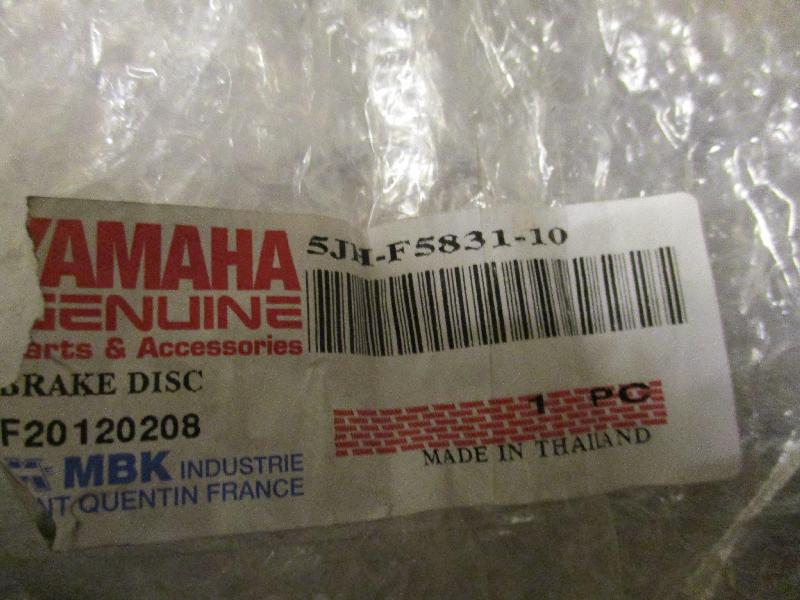 YAMAHA
GENUINE
arts & Accessories
5JH-F5831-10
BRAKE DISC
F20120208
1 PC
MADE IN THAILAND
MBK INDUSTRIE
NT QUENTIN FRANCE